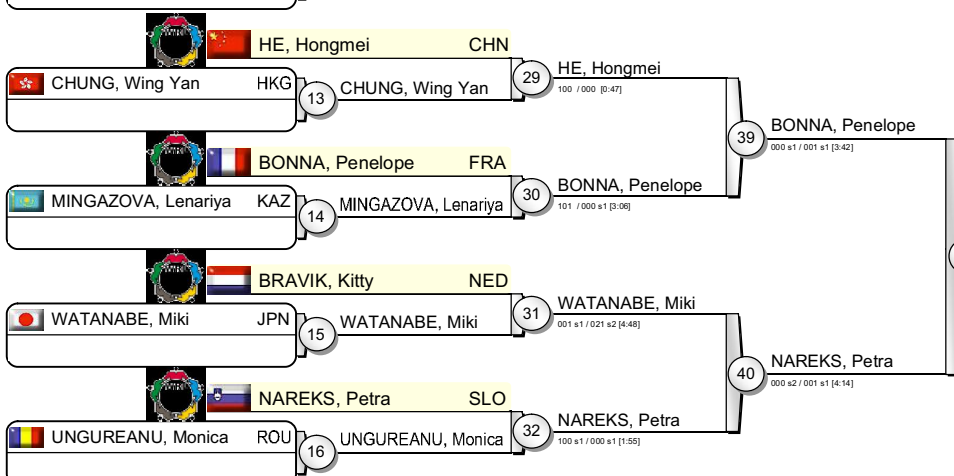 HE, Hongmei CHN
CHUNG, Wing Yan HKG
13
CHUNG, Wing Yan
29
HE, Hongmei
100 / 000 [0:47]
39
BONNA, Penelope
000 s1 / 001 s1 [3:42]
BONNA, Penelope FRA
MINGAZOVA, Lenariya KAZ
14
MINGAZOVA, Lenariya
30
BONNA, Penelope
101 / 000 s1 [3:06]
BRAVIK, Kitty NED
WATANABE, Miki JPN
15
WATANABE, Miki
31
WATANABE, Miki
001 s1 / 021 s2 [4:48]
40
NAREKS, Petra
000 s2 / 001 s1 [4:14]
NAREKS, Petra SLO
UNGUREANU, Monica ROU
16
UNGUREANU, Monica
32
NAREKS, Petra
100 s1 / 000 s1 [1:55]